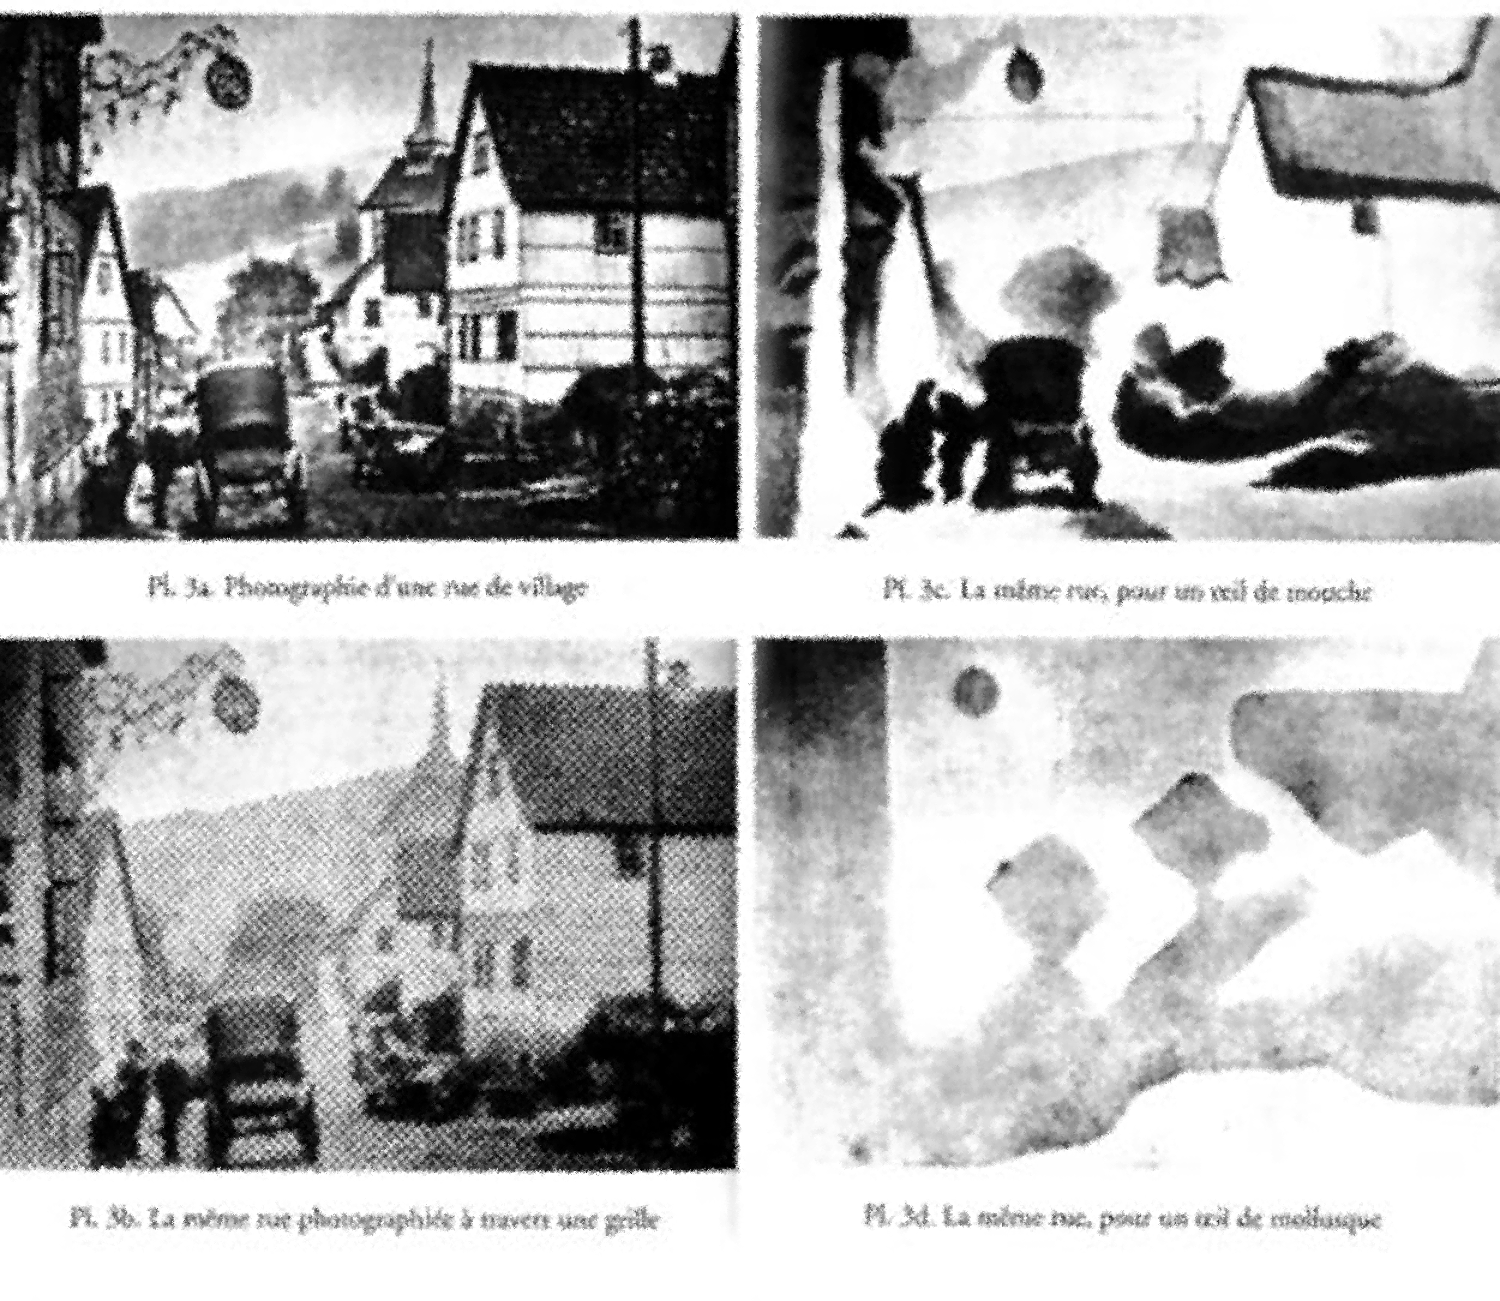 Pl. 3a. Photographie d'une rue de village
Pl. 3c. La même rue, pour un œil de mouche
Pl. 3b. La même rue photographiée à travers une grille
Pl. 3d. La même rue, pour un œil de mollusque